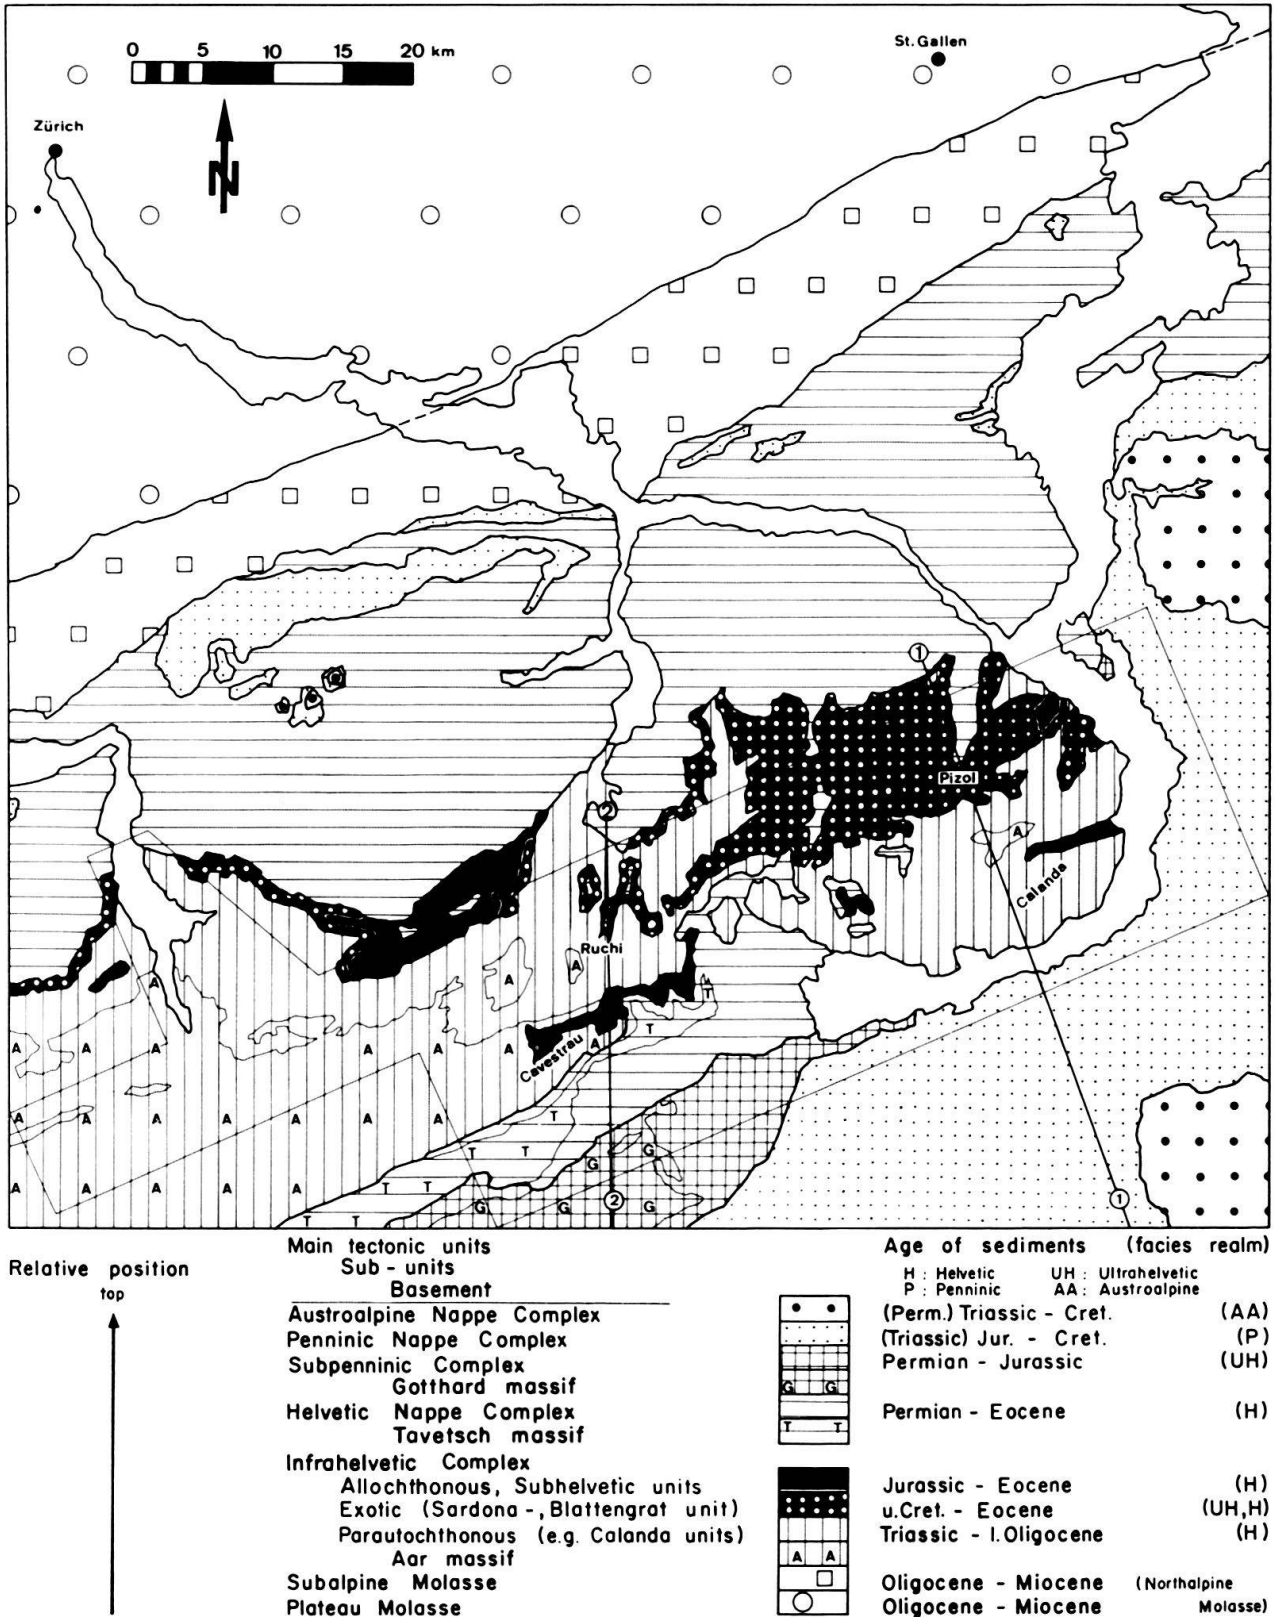 0 5 10 15 20 km
St. Gallen
Zürich
N
1
Pizol
2
A
Calanda
Ruchi
A
A
A
T
T
A
Cavestrau
A A A A A A
A A A A A A A
T
T
T
G
G
A A A A A
T T
G G G
T T
2
1
Relative position
top
Main tectonic units
Sub - units
Basement
Austroalpine Nappe Complex
Penninic Nappe Complex
Subpenninic Complex
Gotthard massif
Helvetic Nappe Complex
Tavetsch massif
Infrahelvetic Complex
Allochthonous, Subhelvetic units
Exotic (Sardona-, Blattengrat unit)
Parautochthonous (e.g. Calanda units)
Aar massif
Subalpine Molasse
Plateau Molasse
G G
T T
A A
Age of sediments (facies realm)
H : Helvetic UH : Ultrahelvetic
P : Penninic AA : Austroalpine
(Perm.) Triassic - Cret. (AA)
(Triassic) Jur. - Cret. (P)
Permian - Jurassic (UH)
Permian - Eocene (H)
Jurassic - Eocene (H)
u.Cret. - Eocene (UH,H)
Triassic - l.Oligocene (H)
Oligocene - Miocene (Northalpine
Oligocene - Miocene Molasse)